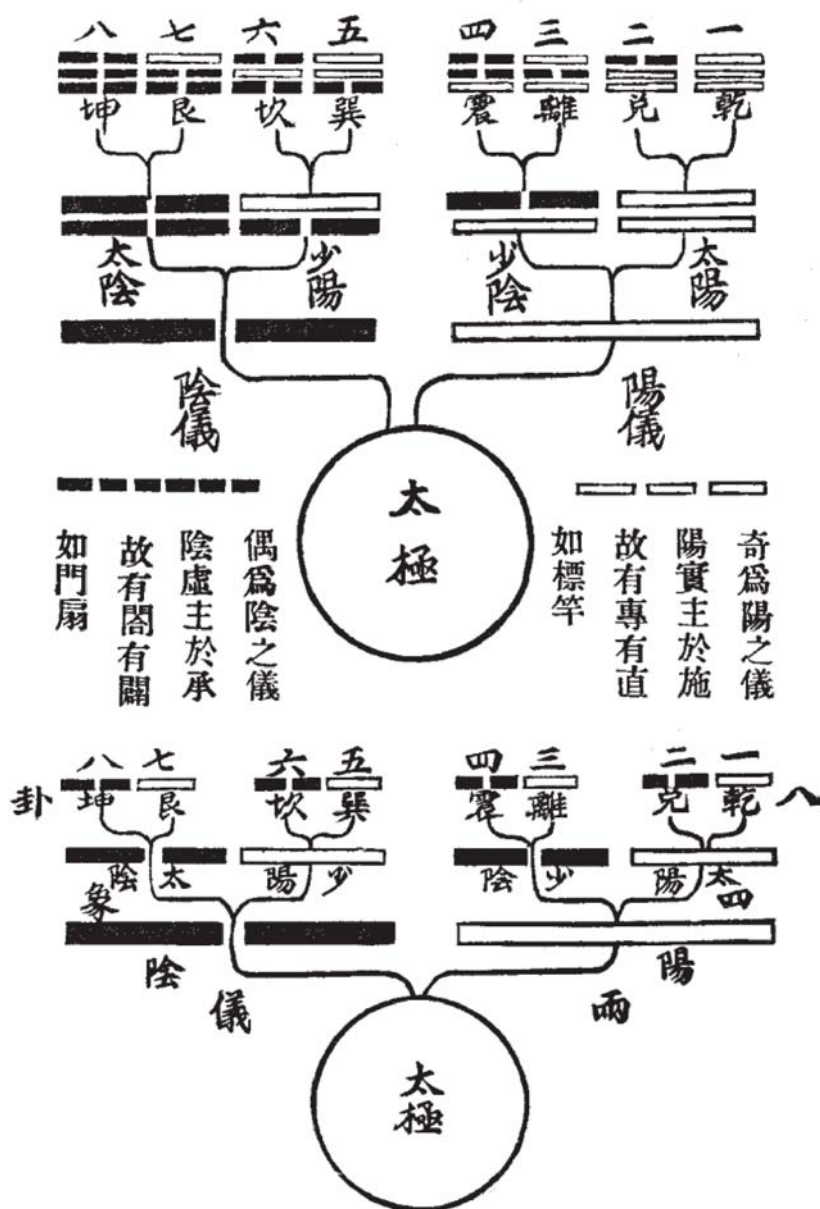 一 二 三 四 五 六 七 八
乾 兌 離 震 巽 坎 艮 坤
太陽 少陰 少陽 太陰
陽儀 陰儀
太極
奇爲陽之儀
陽實主於施
故有專有直
如標竿
偶爲陰之儀
陰虛主於承
故有閤有闢
如門扇
一 二 三 四 五 六 七 八
八 乾 兌 離 震 巽 坎 艮 坤 卦
四 太陽 少陰 少陽 太陰 象
陽 陰
兩 儀
太極